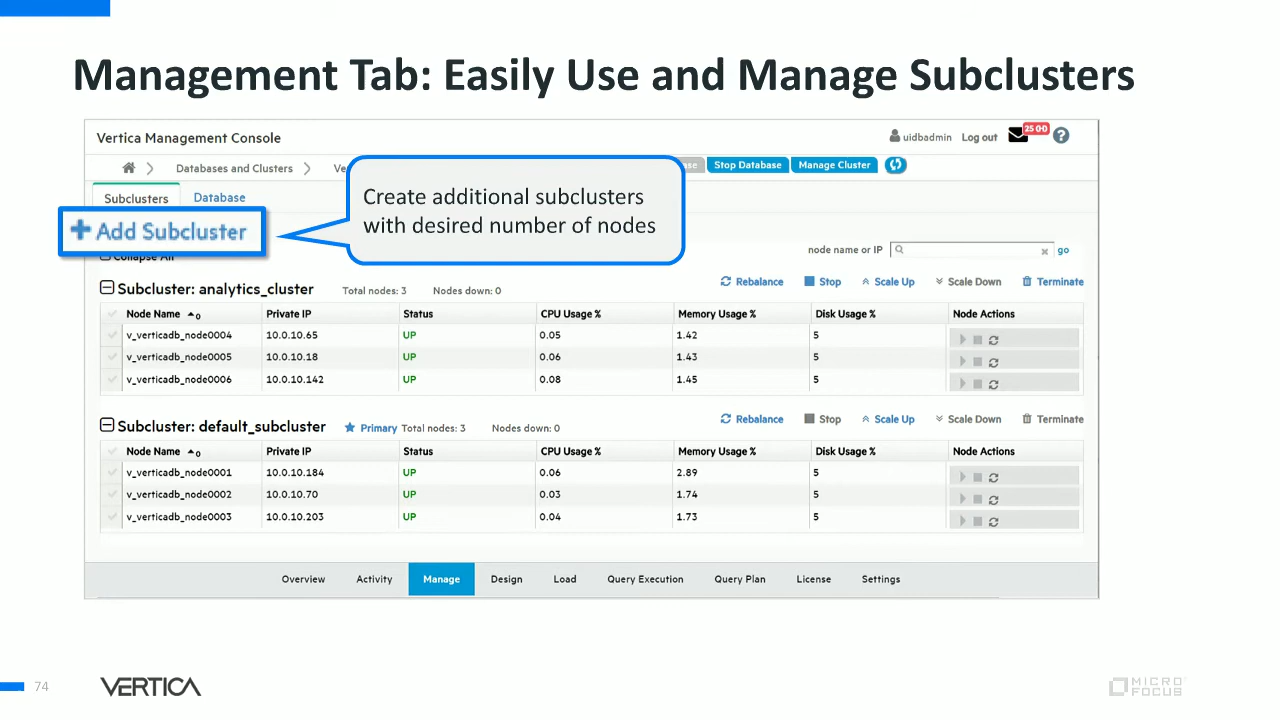 Management Tab: Easily Use and Manage Subclusters
Vertica Management Console
uidbadmin Log out
Databases and Clusters
Stop Database Manage Cluster
Subclusters Database
+ Add Subcluster
Create additional subclusters
with desired number of nodes
Collapse All
node name or IP go
Subcluster: analytics_cluster Total nodes: 3 Nodes down: 0 Rebalance Stop Scale Up Scale Down Terminate
Node Name Private IP Status CPU Usage % Memory Usage % Disk Usage % Node Actions
v_verticadb_node0004 10.0.10.65 UP 0.05 1.42 5
v_verticadb_node0005 10.0.10.18 UP 0.06 1.43 5
v_verticadb_node0006 10.0.10.142 UP 0.08 1.45 5
Subcluster: default_subcluster Primary Total nodes: 3 Nodes down: 0 Rebalance Stop Scale Up Scale Down Terminate
Node Name Private IP Status CPU Usage % Memory Usage % Disk Usage % Node Actions
v_verticadb_node0001 10.0.10.184 UP 0.06 2.89 5
v_verticadb_node0002 10.0.10.70 UP 0.03 1.74 5
v_verticadb_node0003 10.0.10.203 UP 0.04 1.73 5
Overview Activity Manage Design Load Query Execution Query Plan License Settings
74 VERTICA
MICRO
FOCUS